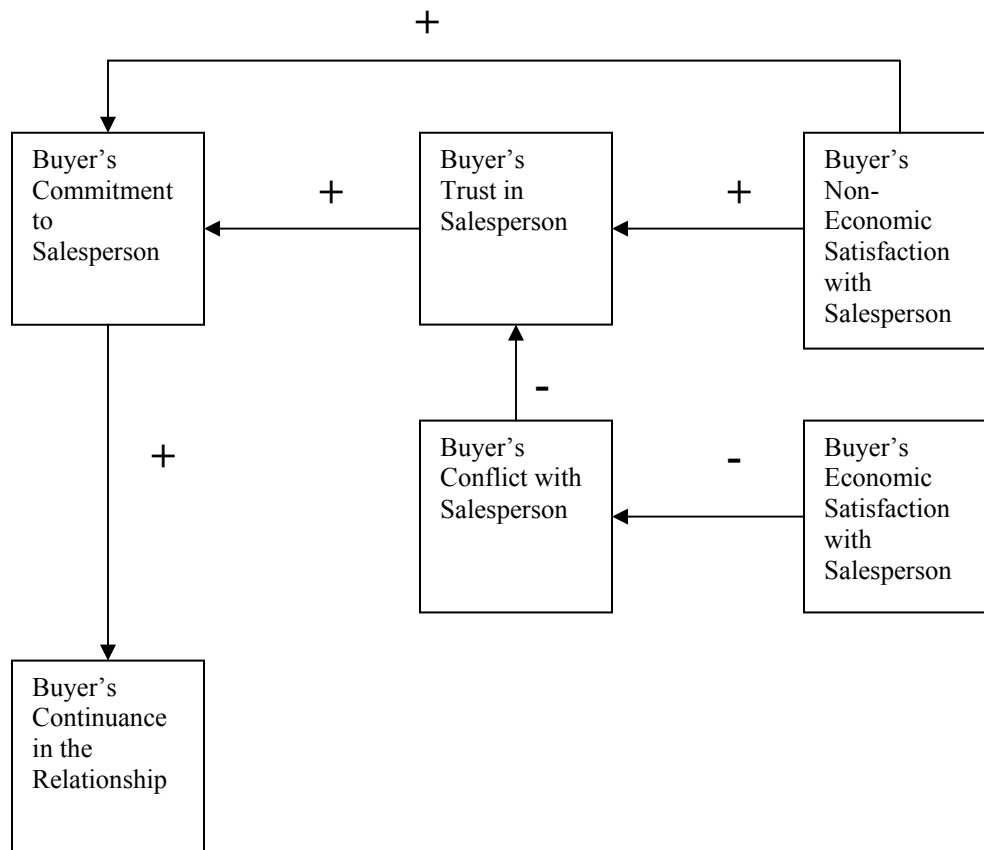 +
Buyer’s
Commitment
to
Salesperson
+
Buyer’s
Trust in
Salesperson
+
Buyer’s
Non-
Economic
Satisfaction
with
Salesperson
-
+
Buyer’s
Conflict with
Salesperson
-
Buyer’s
Economic
Satisfaction
with
Salesperson
Buyer’s
Continuance
in the
Relationship